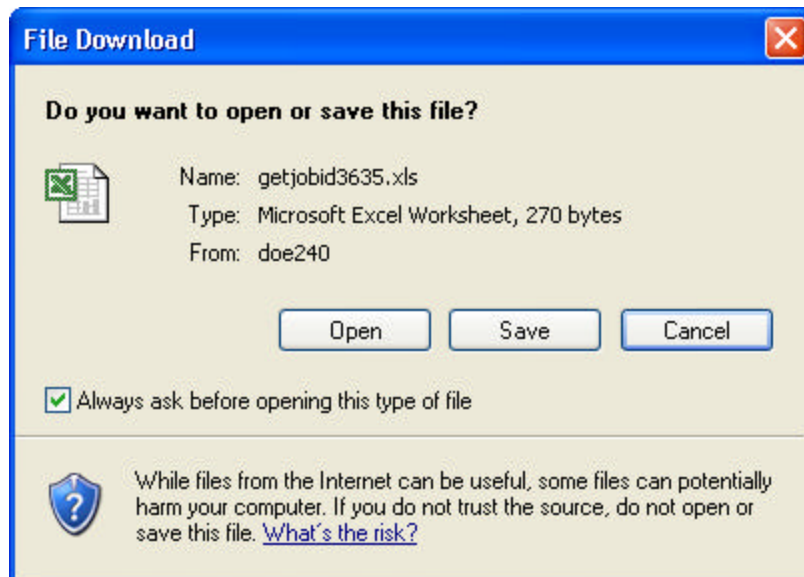 File Download
Do you want to open or save this file?
Name: getjobid3635.xls
Type: Microsoft Excel Worksheet, 270 bytes
From: doe240
Open Save Cancel
Always ask before opening this type of file
While files from the Internet can be useful, some files can potentially
harm your computer. If you do not trust the source, do not open or
save this file. What's the risk?